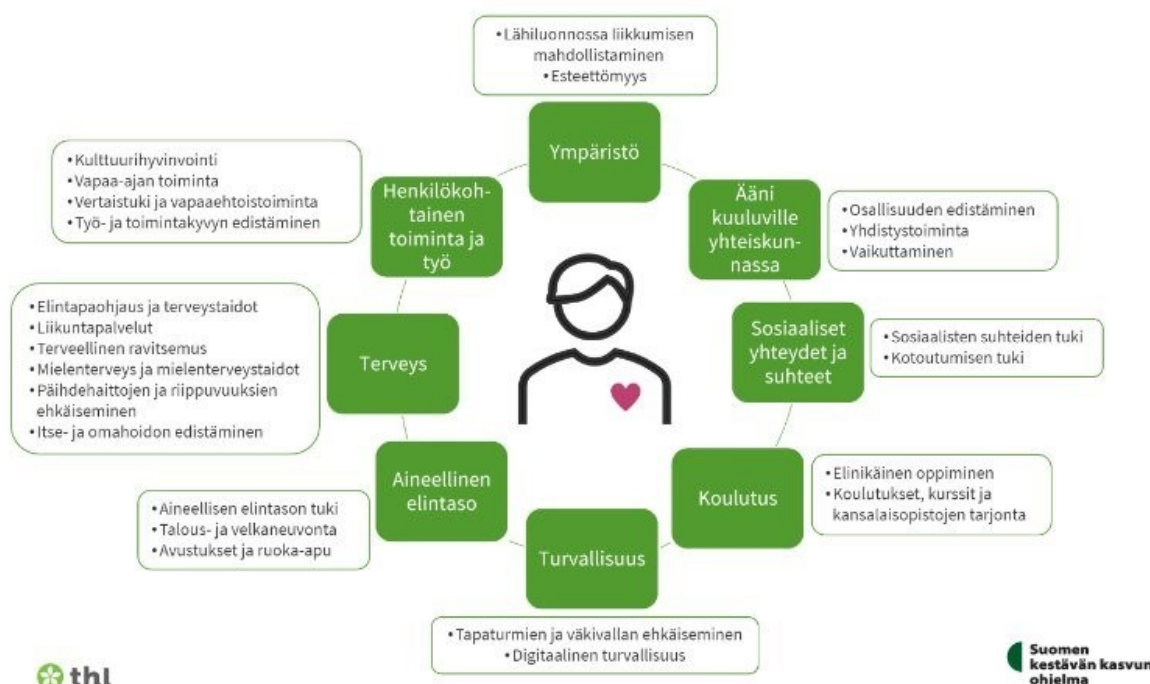 • Lähiluonnossa liikkumisen
mahdollistaminen
• Esteettömyys
Ympäristö
Ääni
kuuluville
yhteiskun-
nassa
• Osallisuuden edistäminen
• Yhdistystoiminta
• Vaikuttaminen
Sosiaaliset
yhteydet ja
suhteet
• Sosiaalisten suhteiden tuki
• Kotoutumisen tuki
Koulutus
• Elinikäinen oppiminen
• Koulutukset, kurssit ja
kansalaisopistojen tarjonta
Turvallisuus
• Tapaturmien ja väkivallan ehkäiseminen
• Digitaalinen turvallisuus
Aineellinen
elintaso
• Aineellisen elintason tuki
• Talous- ja velkaneuvonta
• Avustukset ja ruoka-apu
Terveys
• Elintapaohjaus ja terveystaidot
• Liikuntapalvelut
• Terveellinen ravitsemus
• Mielenterveys ja mielenterveystaidot
• Päihdehaittojen ja riippuvuuksien
ehkäiseminen
• Itse- ja omahoidon edistäminen
Henkilökoh-
tainen
toiminta ja
työ
• Kulttuurihyvinvointi
• Vapaa-ajan toiminta
• Vertaistuki ja vapaaehtoistoiminta
• Työ- ja toimintakyvyn edistäminen
thl
Suomen
kestävän kasvun
ohjelma